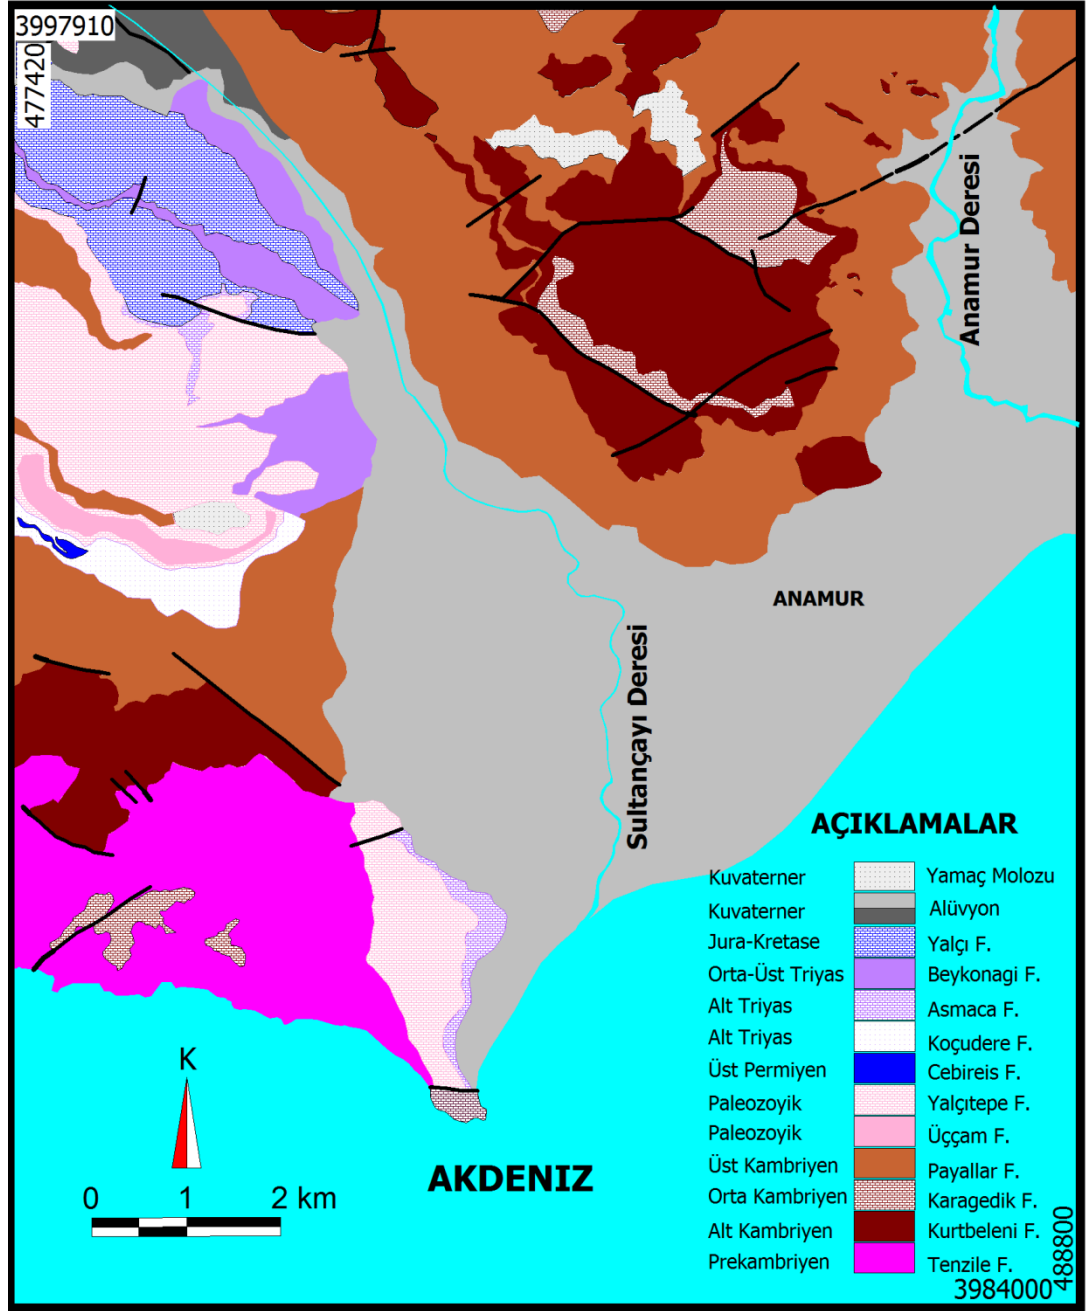 3997910
477420
Anamur Deresi
ANAMUR
Sultançayı Deresi
AÇIKLAMALAR
Kuvaterner Yamaç Molozu
Kuvaterner Alüvyon
Jura-Kretase Yalçı F.
Orta-Üst Triyas Beykonagi F.
Alt Triyas Asmaca F.
Alt Triyas Koçudere F.
Üst Permiyen Cebireis F.
Paleozoyik Yalçıtepe F.
Paleozoyik Üççam F.
Üst Kambriyen Payallar F.
Orta Kambriyen Karagedik F.
Alt Kambriyen Kurtbeleni F.
Prekambriyen Tenzile F.
K
0 1 2 km
AKDENIZ
3984000
488800